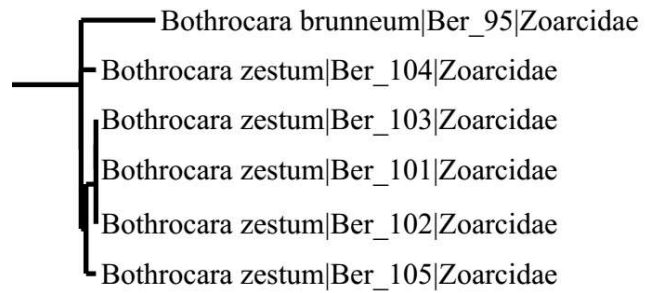 Bothrocara brunneum|Ber_95|Zoarcidae
Bothrocara zestum|Ber_104|Zoarcidae
Bothrocara zestum|Ber_103|Zoarcidae
Bothrocara zestum|Ber_101|Zoarcidae
Bothrocara zestum|Ber_102|Zoarcidae
Bothrocara zestum|Ber_105|Zoarcidae